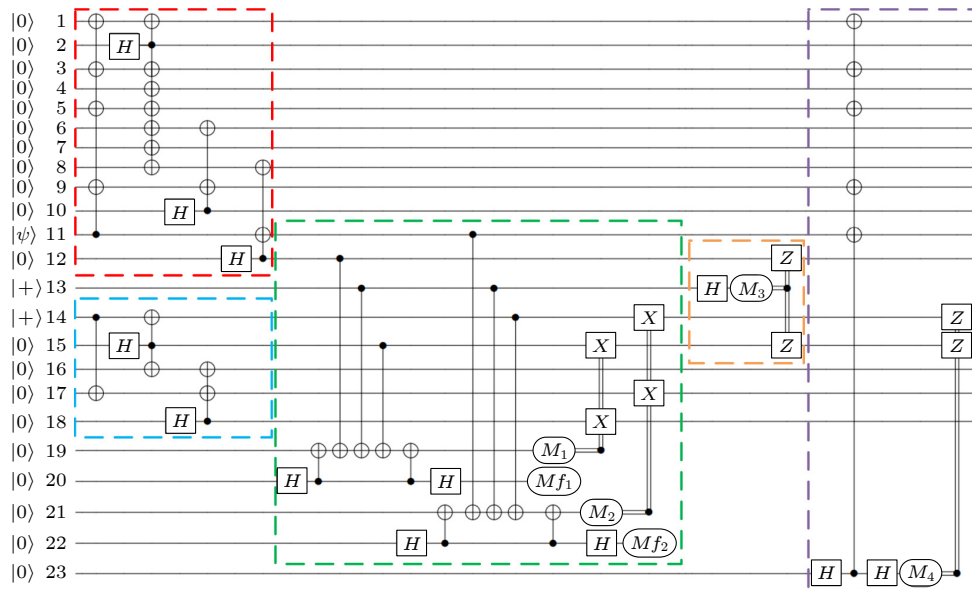 |0⟩ 1
|0⟩ 2 H
|0⟩ 3
|0⟩ 4
|0⟩ 5
|0⟩ 6
|0⟩ 7
|0⟩ 8
|0⟩ 9
|0⟩ 10 H
|ψ⟩ 11
|0⟩ 12 H Z
|+⟩ 13 H M₃
|+⟩ 14 X Z
|0⟩ 15 H X Z Z
|0⟩ 16
|0⟩ 17 X
|0⟩ 18 H X
|0⟩ 19 M₁
|0⟩ 20 H H Mf₁
|0⟩ 21 M₂
|0⟩ 22 H H Mf₂
|0⟩ 23 H H M₄